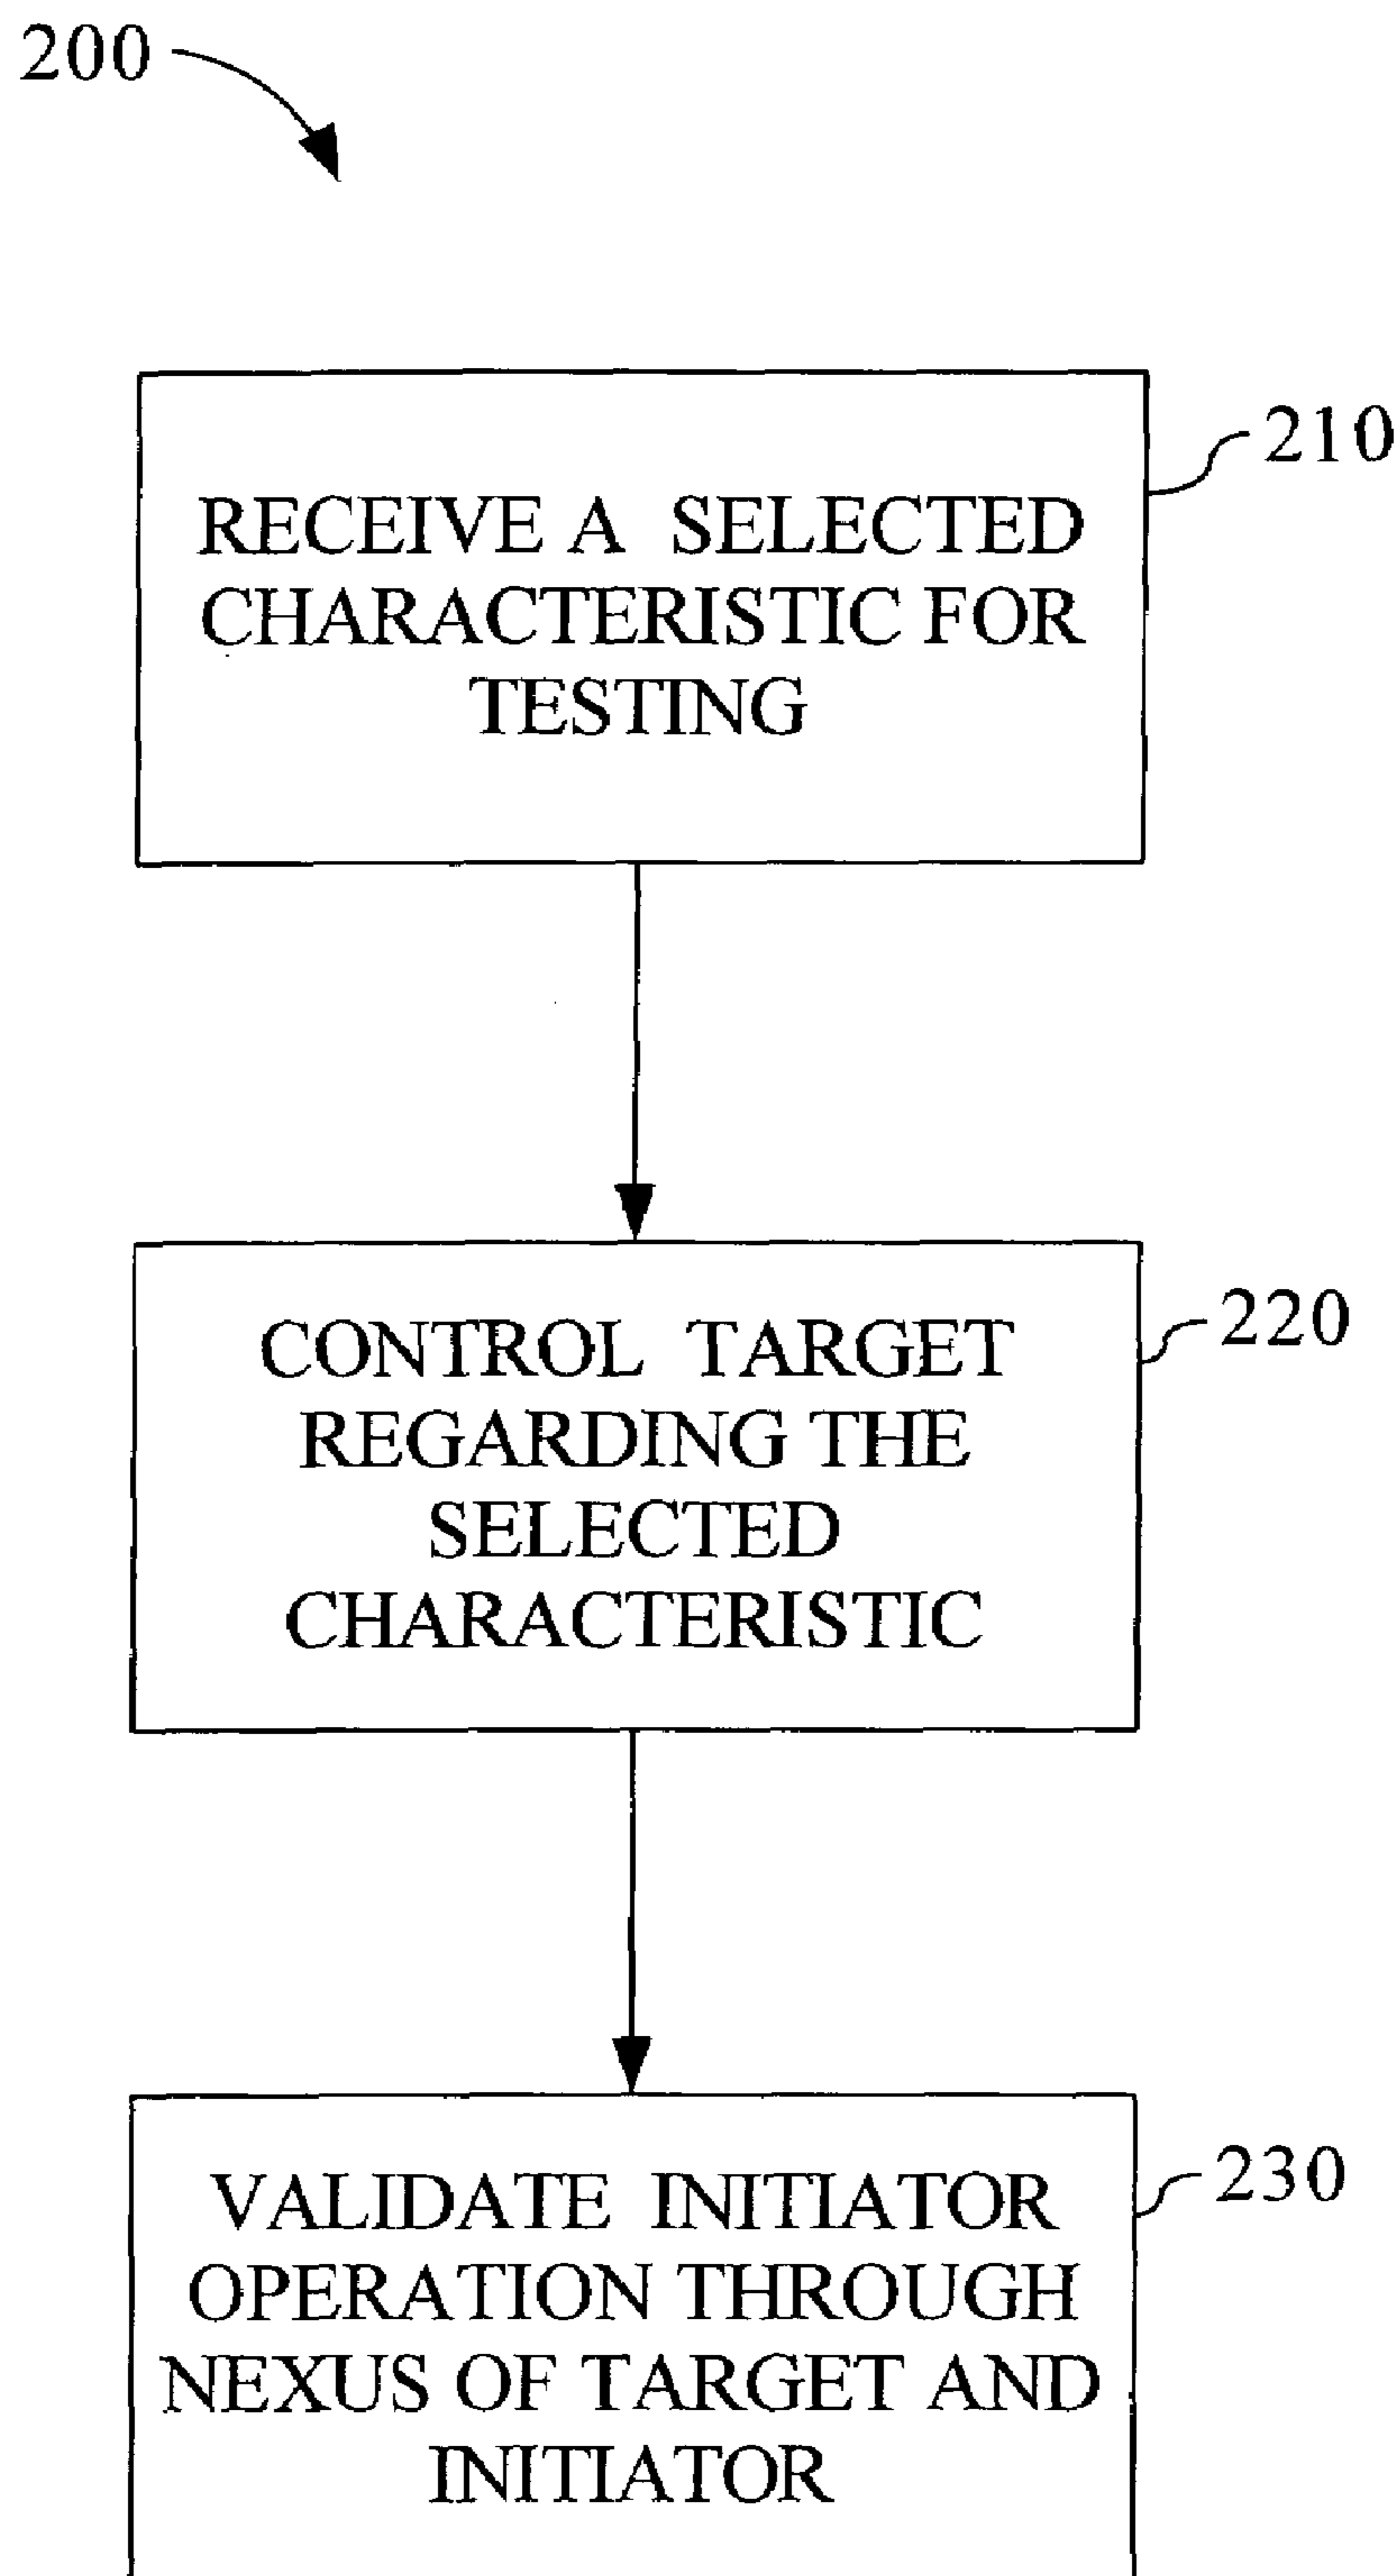 200
210
RECEIVE A SELECTED
CHARACTERISTIC FOR
TESTING
220
CONTROL TARGET
REGARDING THE
SELECTED
CHARACTERISTIC
230
VALIDATE INITIATOR
OPERATION THROUGH
NEXUS OF TARGET AND
INITIATOR